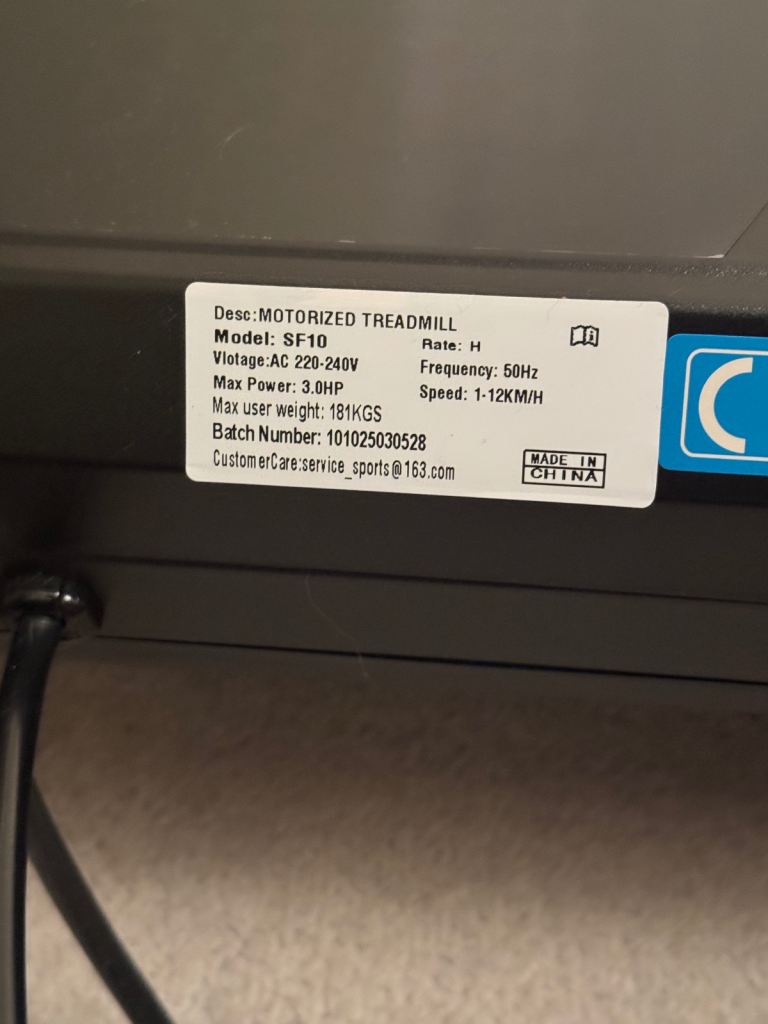 Desc:MOTORIZED TREADMILL
Model: SF10
Rate: H
Vlotage:AC 220-240V
Frequency: 50Hz
Max Power: 3.0HP
Speed: 1-12KM/H
Max user weight: 181KGS
Batch Number: 101025030528
CustomerCare:service_sports@163.com
MADE IN
CHINA